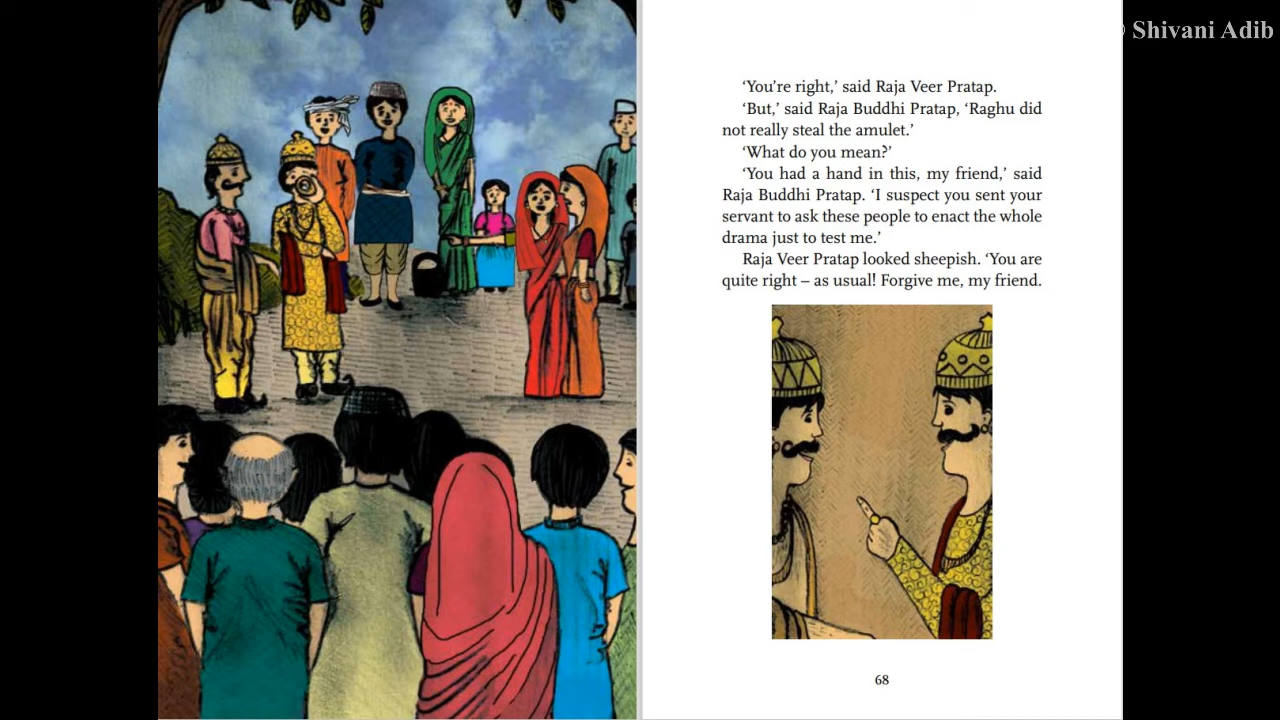 © Shivani Adib
‘You’re right,’ said Raja Veer Pratap.
‘But,’ said Raja Buddhi Pratap, ‘Raghu did
not really steal the amulet.’
‘What do you mean?’
‘You had a hand in this, my friend,’ said
Raja Buddhi Pratap. ‘I suspect you sent your
servant to ask these people to enact the whole
drama just to test me.’
Raja Veer Pratap looked sheepish. ‘You are
quite right – as usual! Forgive me, my friend.
68